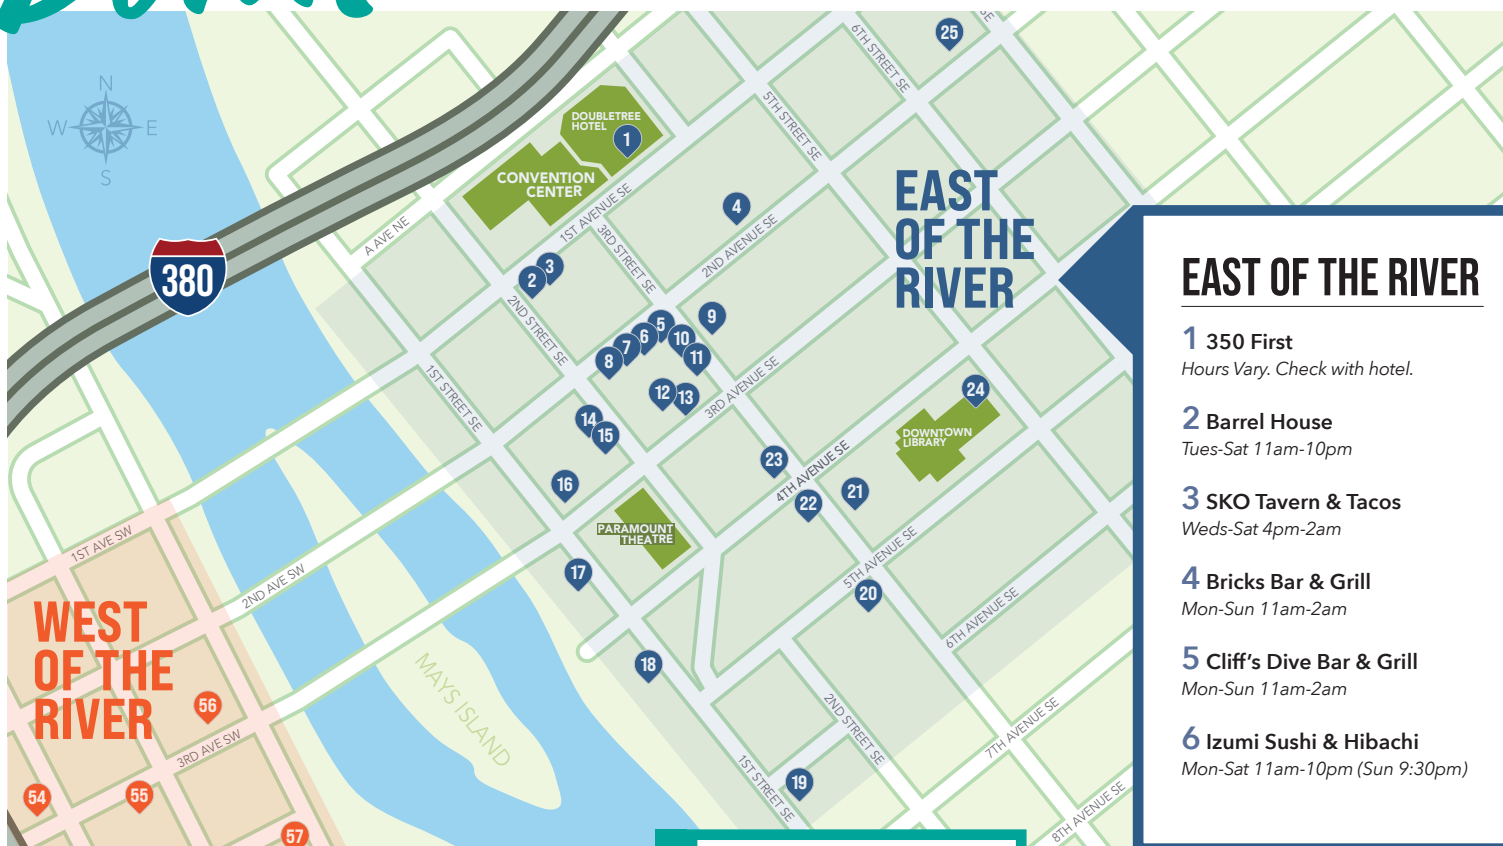 N
W
E
S
380
A AVE NE
DOUBLETREE
HOTEL
1
CONVENTION
CENTER
1ST AVENUE SE
2ND AVENUE SE
3RD AVENUE SE
4TH AVENUE SE
5TH AVENUE SE
6TH AVENUE SE
7TH AVENUE SE
8TH AVENUE SE
1ST STREET SE
2ND STREET SE
3RD STREET SE
5TH STREET SE
6TH STREET SE
SE
2ND STREET SE
1ST STREET SE
25
4
3
2
5
6
7
8
9
10
11
12
13
14
15
16
17
18
19
20
21
22
23
24
DOWNTOWN
LIBRARY
PARAMOUNT
THEATRE
EAST
OF THE
RIVER
1ST AVE SW
2ND AVE SW
3RD AVE SW
WEST
OF THE
RIVER
56
54
55
57
MAYS ISLAND
EAST OF THE RIVER
1 350 First
Hours Vary. Check with hotel.
2 Barrel House
Tues-Sat 11am-10pm
3 SKO Tavern & Tacos
Weds-Sat 4pm-2am
4 Bricks Bar & Grill
Mon-Sun 11am-2am
5 Cliff's Dive Bar & Grill
Mon-Sun 11am-2am
6 Izumi Sushi & Hibachi
Mon-Sat 11am-10pm (Sun 9:30pm)